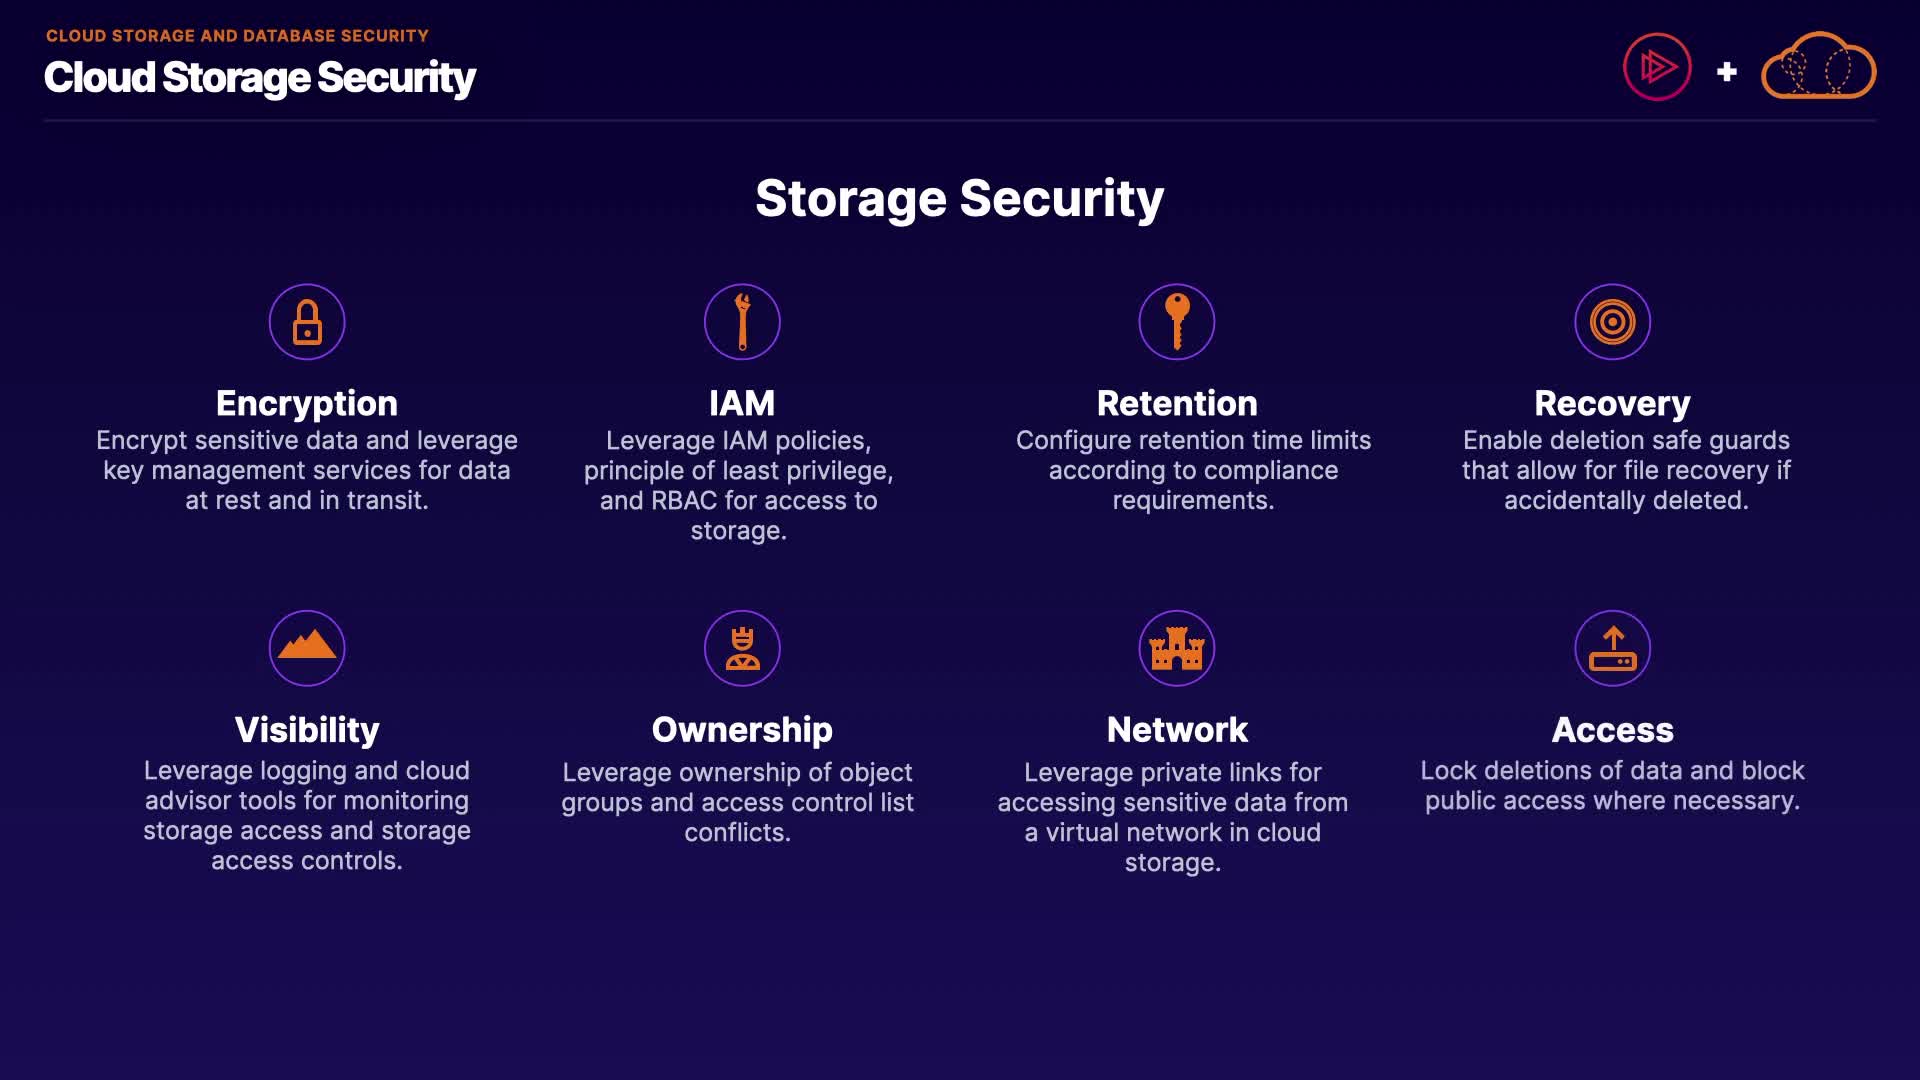 CLOUD STORAGE AND DATABASE SECURITY
Cloud Storage Security
+
Storage Security
Encryption
Encrypt sensitive data and leverage
key management services for data
at rest and in transit.
IAM
Leverage IAM policies,
principle of least privilege,
and RBAC for access to
storage.
Retention
Configure retention time limits
according to compliance
requirements.
Recovery
Enable deletion safe guards
that allow for file recovery if
accidentally deleted.
Visibility
Leverage logging and cloud
advisor tools for monitoring
storage access and storage
access controls.
Ownership
Leverage ownership of object
groups and access control list
conflicts.
Network
Leverage private links for
accessing sensitive data from
a virtual network in cloud
storage.
Access
Lock deletions of data and block
public access where necessary.